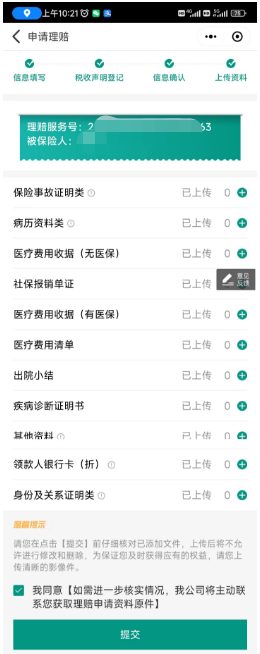 上午10:21
申请理赔
信息填写 税收声明登记 信息确认 上传资料
理赔服务号：2 63
被保险人：
保险事故证明类 已上传 0
病历资料类 已上传 0
医疗费用收据（无医保） 已上传 0
社保报销单证 已上传 0
意见反馈
医疗费用收据（有医保） 已上传 0
医疗费用清单 已上传 0
出院小结 已上传 0
疾病诊断证明书 已上传 0
其他资料 已上传 0
领款人银行卡（折） 已上传 0
身份及关系证明类 已上传 0
温馨提示
请您在点击【提交】前仔细核对已添加文件，上传后将不允
许进行修改和删除，为保证您及时获得应有的权益，请您上
传清晰的影像件。
我同意【如需进一步核实情况，我公司将主动联
系您获取理赔申请资料原件】
提交